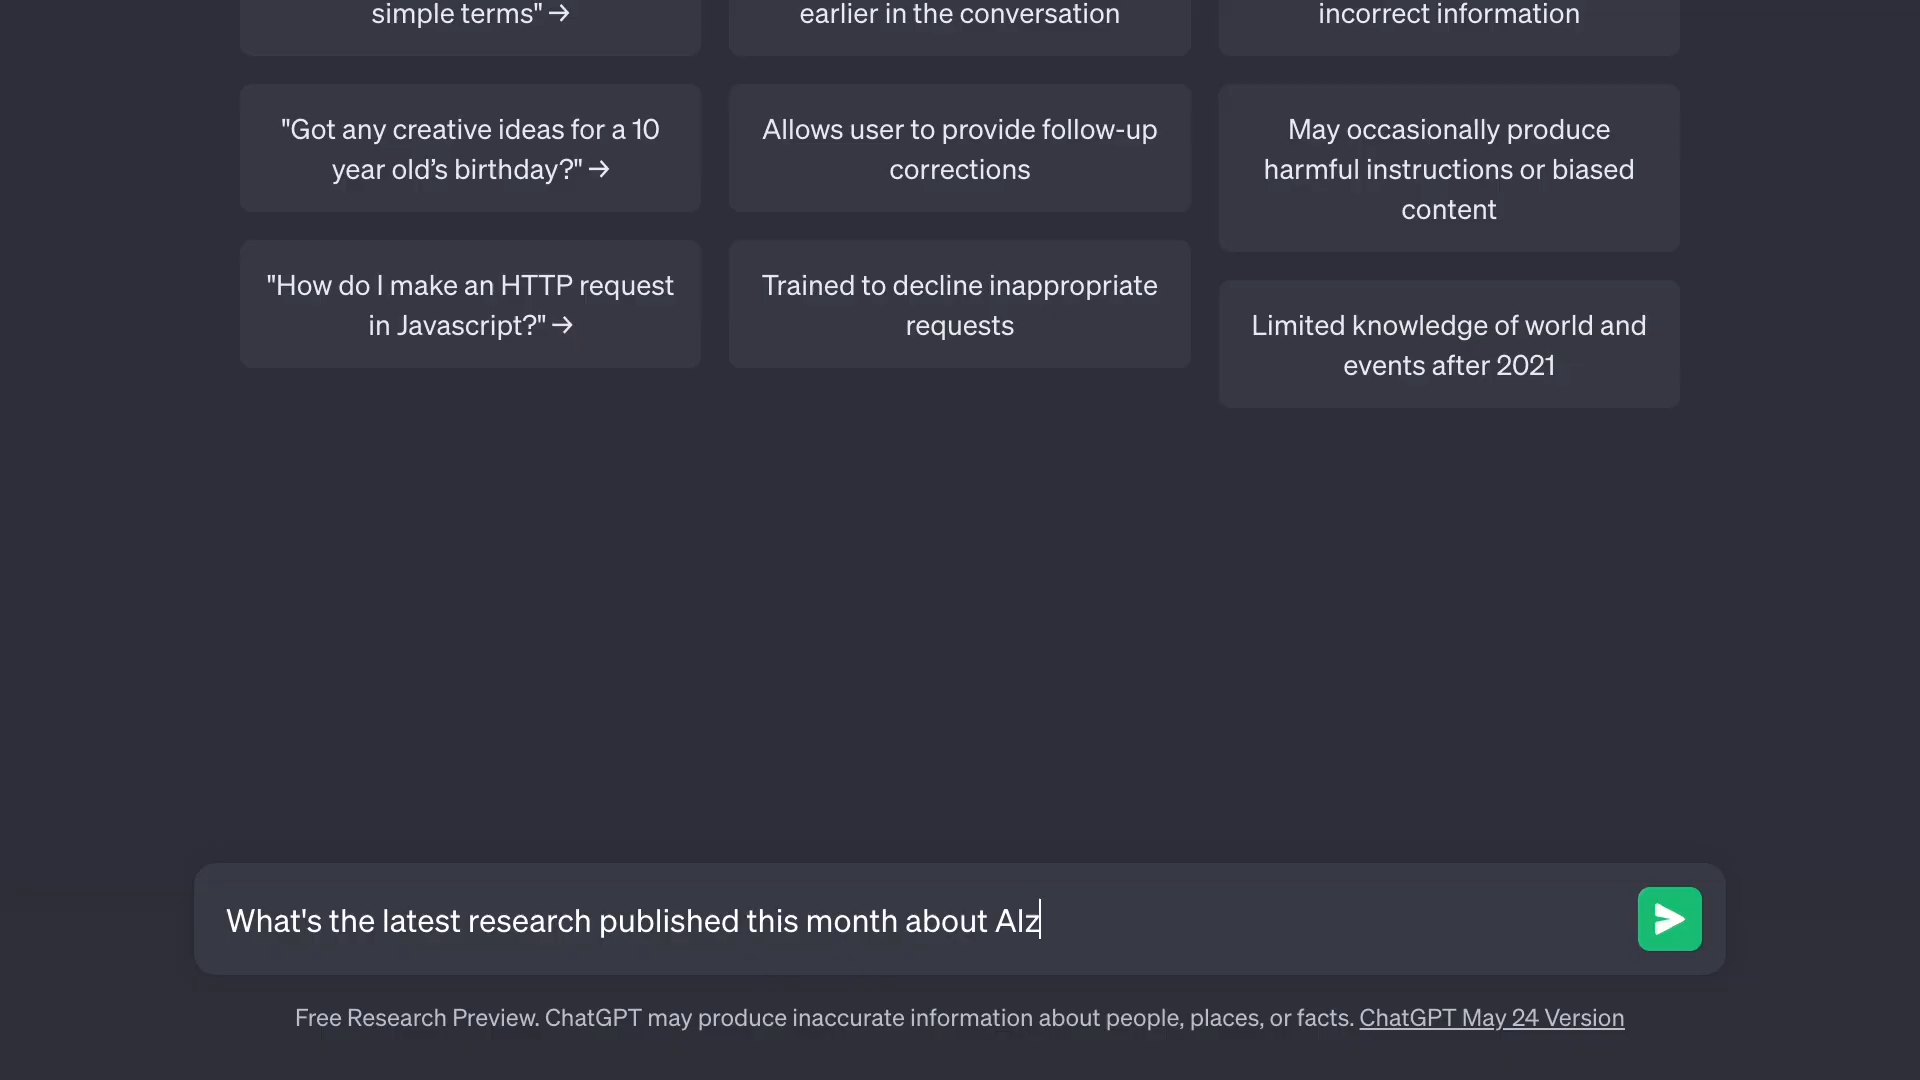 simple terms" →
earlier in the conversation
incorrect information
"Got any creative ideas for a 10
year old’s birthday?" →
Allows user to provide follow-up
corrections
May occasionally produce
harmful instructions or biased
content
"How do I make an HTTP request
in Javascript?" →
Trained to decline inappropriate
requests
Limited knowledge of world and
events after 2021
What's the latest research published this month about Alz
Free Research Preview. ChatGPT may produce inaccurate information about people, places, or facts. ChatGPT May 24 Version